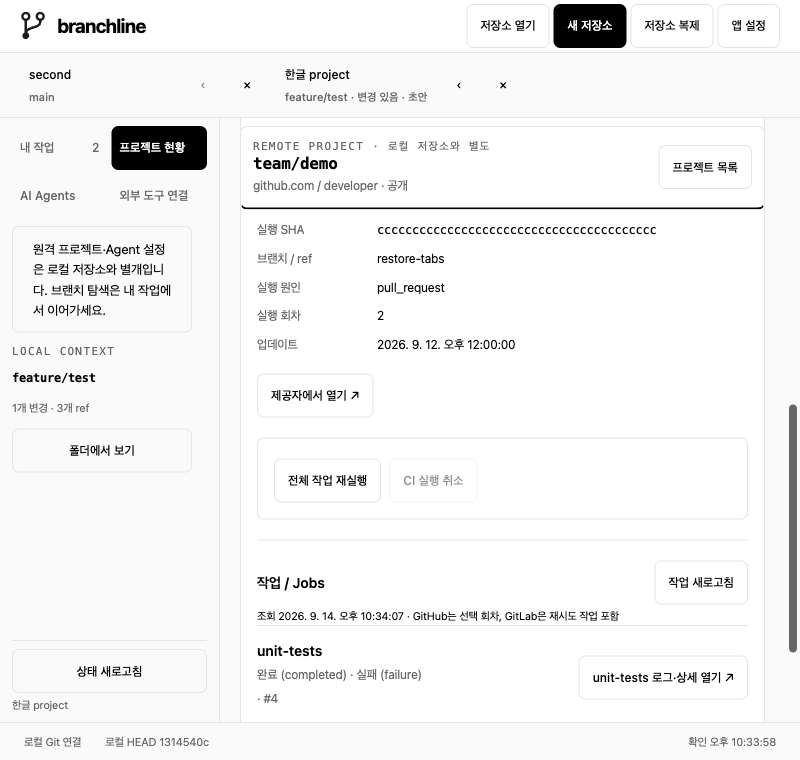 branchline
저장소 열기
새 저장소
저장소 복제
앱 설정
second
main
‹
×
한글 project
feature/test · 변경 있음 · 초안
‹
×
내 작업 2
프로젝트 현황
AI Agents
외부 도구 연결
원격 프로젝트·Agent 설정
은 로컬 저장소와 별개입니
다. 브랜치 탐색은 내 작업에
서 이어가세요.
LOCAL CONTEXT
feature/test
1개 변경 · 3개 ref
폴더에서 보기
상태 새로고침
한글 project
REMOTE PROJECT · 로컬 저장소와 별도
team/demo
github.com / developer · 공개
프로젝트 목록
실행 SHA cccccccccccccccccccccccccccccccccccccccc
브랜치 / ref restore-tabs
실행 원인 pull_request
실행 회차 2
업데이트 2026. 9. 12. 오후 12:00:00
제공자에서 열기 ↗
전체 작업 재실행
CI 실행 취소
작업 / Jobs
작업 새로고침
조회 2026. 9. 14. 오후 10:34:07 · GitHub는 선택 회차, GitLab은 재시도 작업 포함
unit-tests
완료 (completed) · 실패 (failure)
· #4
unit-tests 로그·상세 열기 ↗
로컬 Git 연결
로컬 HEAD 1314540c
확인 오후 10:33:58